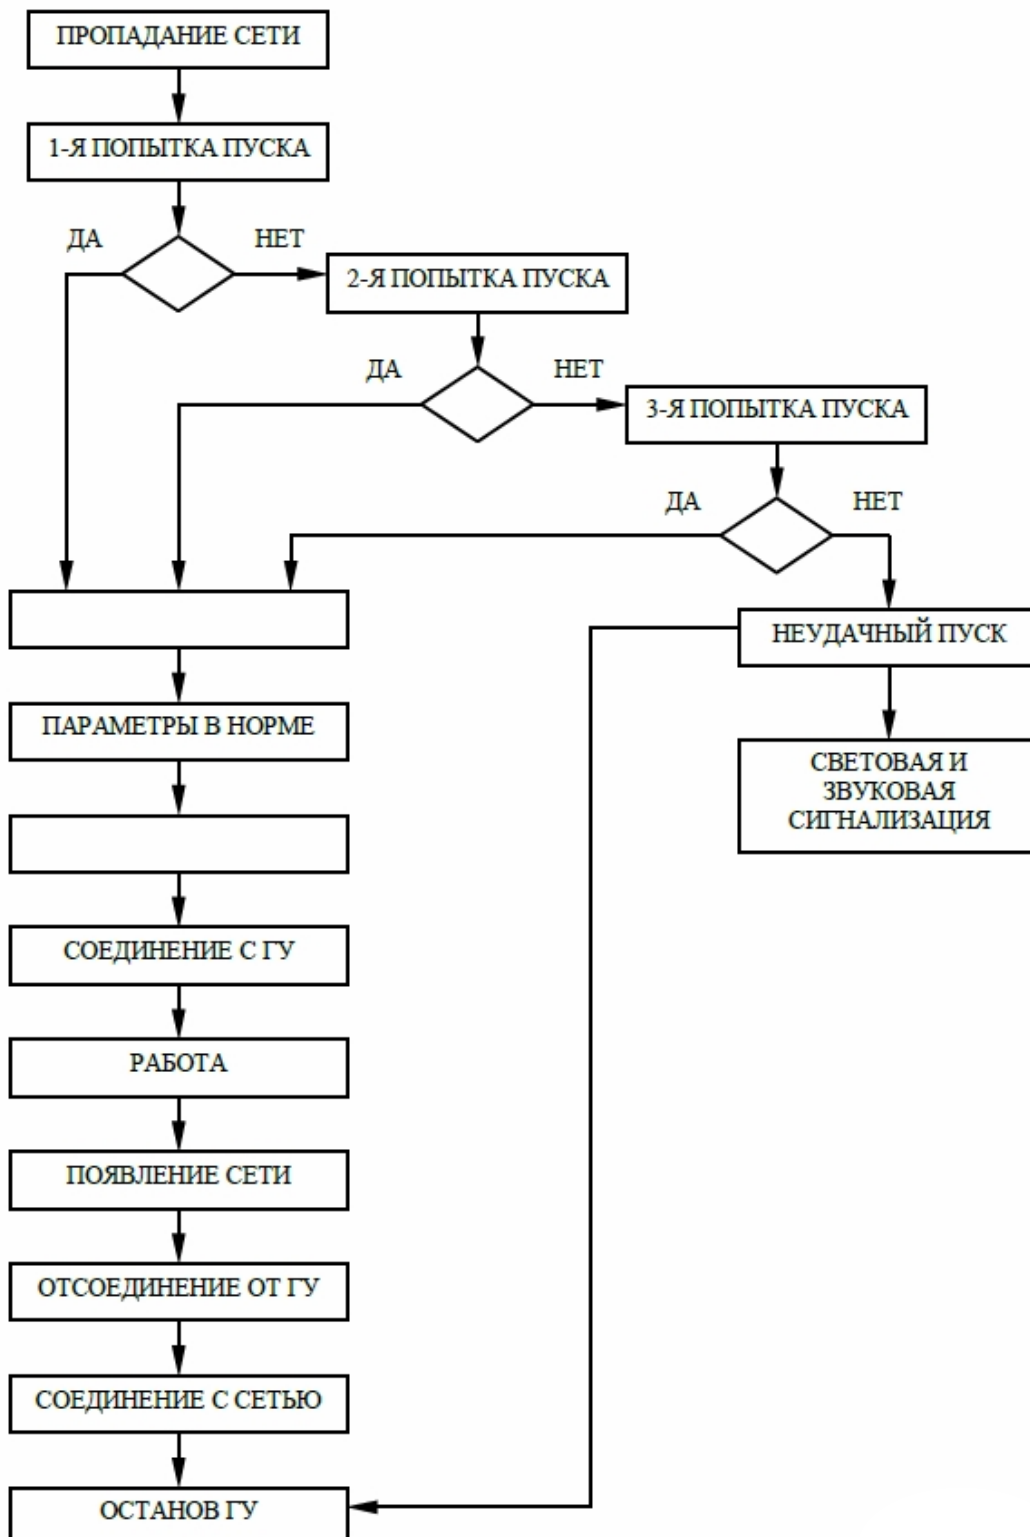 ПРОПАДАНИЕ СЕТИ
1-Я ПОПЫТКА ПУСКА
ДА
НЕТ
2-Я ПОПЫТКА ПУСКА
ДА
НЕТ
3-Я ПОПЫТКА ПУСКА
ДА
НЕТ
НЕУДАЧНЫЙ ПУСК
ПАРАМЕТРЫ В НОРМЕ
СВЕТОВАЯ И
ЗВУКОВАЯ
СИГНАЛИЗАЦИЯ
СОЕДИНЕНИЕ С ГУ
РАБОТА
ПОЯВЛЕНИЕ СЕТИ
ОТСОЕДИНЕНИЕ ОТ ГУ
СОЕДИНЕНИЕ С СЕТЬЮ
ОСТАНОВ ГУ